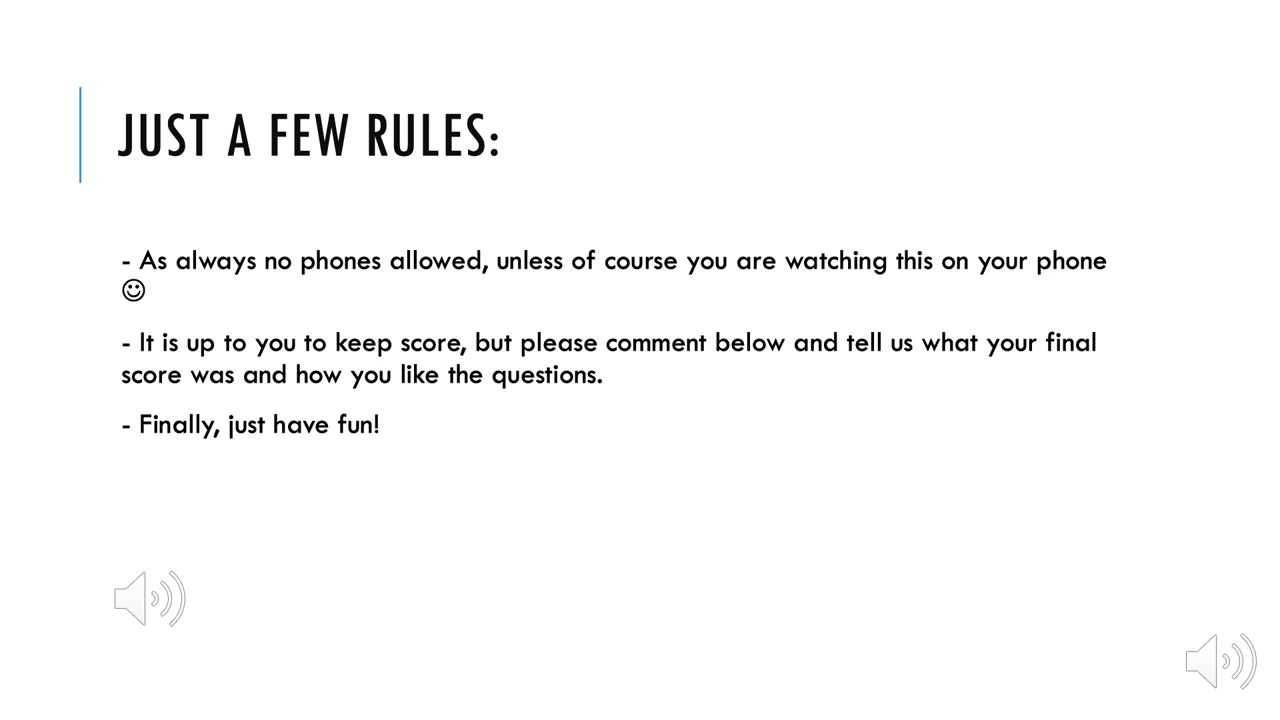 JUST A FEW RULES:
- As always no phones allowed, unless of course you are watching this on your phone
☺
- It is up to you to keep score, but please comment below and tell us what your final
score was and how you like the questions.
- Finally, just have fun!